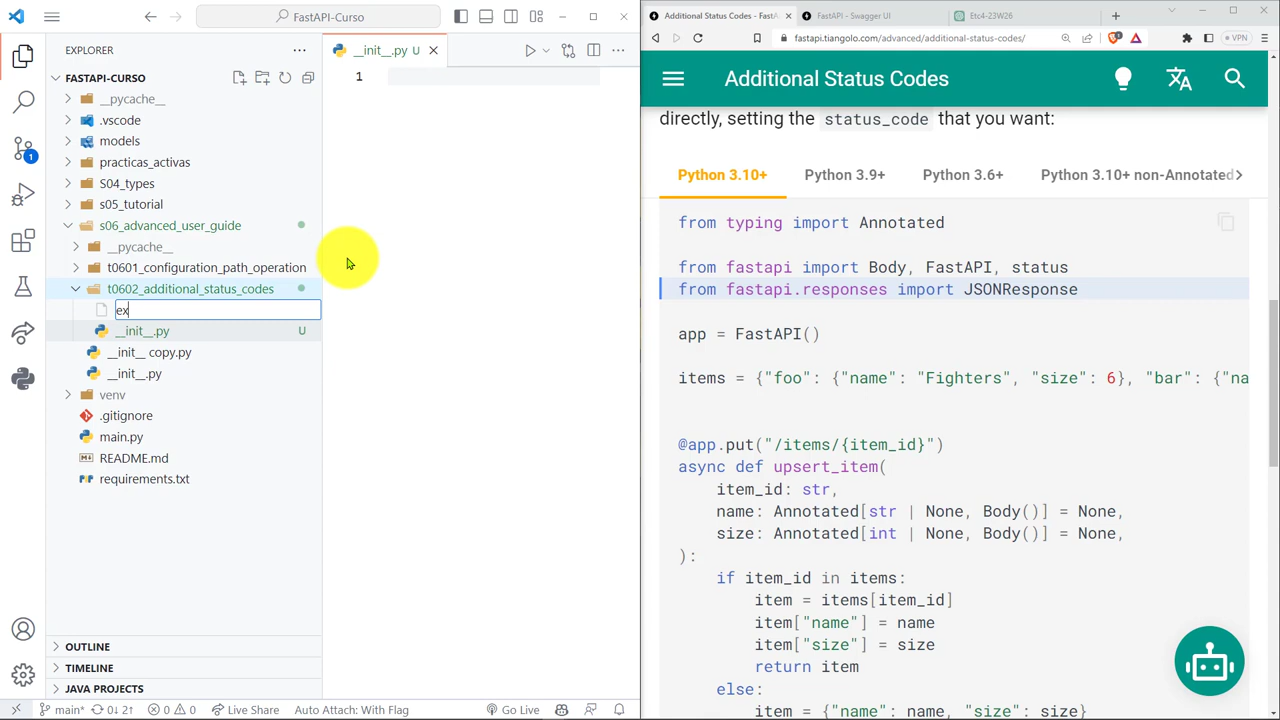 FastAPI-Curso
EXPLORER
FASTAPI-CURSO
__pycache__
.vscode
models
practicas_activas
S04_types
s05_tutorial
s06_advanced_user_guide
__pycache__
t0601_configuration_path_operation
t0602_additional_status_codes
ex
__init__.py U
__init__ copy.py
__init__.py
venv
.gitignore
main.py
README.md
requirements.txt
OUTLINE
TIMELINE
JAVA PROJECTS
1
main* 0↓ 2↑ 0 0 Live Share Auto Attach: With Flag Go Live
__init__.py U
1
Additional Status Codes - FastAP
FastAPI - Swagger UI
Etc4-23W26
fastapi.tiangolo.com/advanced/additional-status-codes/
VPN
Additional Status Codes
directly, setting the status_code that you want:
Python 3.10+ Python 3.9+ Python 3.6+ Python 3.10+ non-Annotated
from typing import Annotated
from fastapi import Body, FastAPI, status
from fastapi.responses import JSONResponse
app = FastAPI()
items = {"foo": {"name": "Fighters", "size": 6}, "bar": {"na
@app.put("/items/{item_id}")
async def upsert_item(
item_id: str,
name: Annotated[str | None, Body()] = None,
size: Annotated[int | None, Body()] = None,
):
if item_id in items:
item = items[item_id]
item["name"] = name
item["size"] = size
return item
else:
item = {"name": name, "size": size}